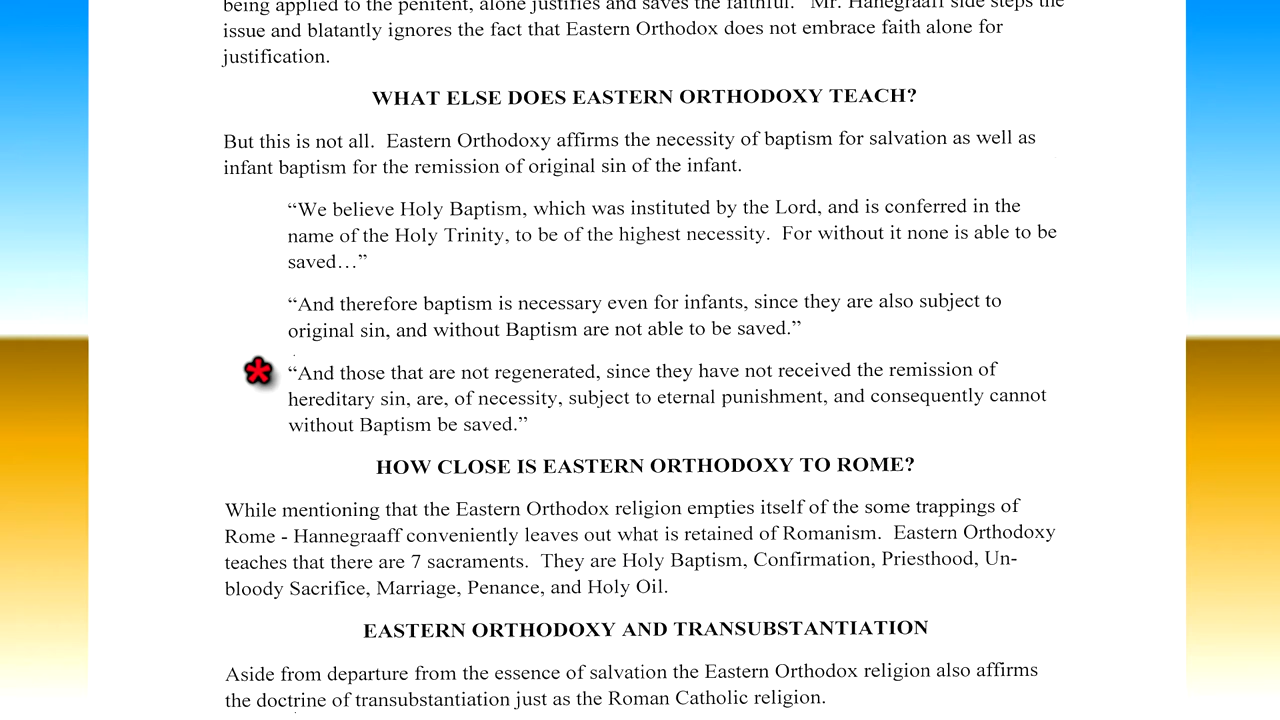 being applied to the penitent, alone justifies and saves the faithful." Mr. Hanegraaff side steps the
issue and blatantly ignores the fact that Eastern Orthodox does not embrace faith alone for
justification.
WHAT ELSE DOES EASTERN ORTHODOXY TEACH?
But this is not all. Eastern Orthodoxy affirms the necessity of baptism for salvation as well as
infant baptism for the remission of original sin of the infant.
“We believe Holy Baptism, which was instituted by the Lord, and is conferred in the
name of the Holy Trinity, to be of the highest necessity. For without it none is able to be
saved…”
“And therefore baptism is necessary even for infants, since they are also subject to
original sin, and without Baptism are not able to be saved.”
* “And those that are not regenerated, since they have not received the remission of
hereditary sin, are, of necessity, subject to eternal punishment, and consequently cannot
without Baptism be saved.”
HOW CLOSE IS EASTERN ORTHODOXY TO ROME?
While mentioning that the Eastern Orthodox religion empties itself of the some trappings of
Rome - Hannegraaff conveniently leaves out what is retained of Romanism. Eastern Orthodoxy
teaches that there are 7 sacraments. They are Holy Baptism, Confirmation, Priesthood, Un-
bloody Sacrifice, Marriage, Penance, and Holy Oil.
EASTERN ORTHODOXY AND TRANSUBSTANTIATION
Aside from departure from the essence of salvation the Eastern Orthodox religion also affirms
the doctrine of transubstantiation just as the Roman Catholic religion.